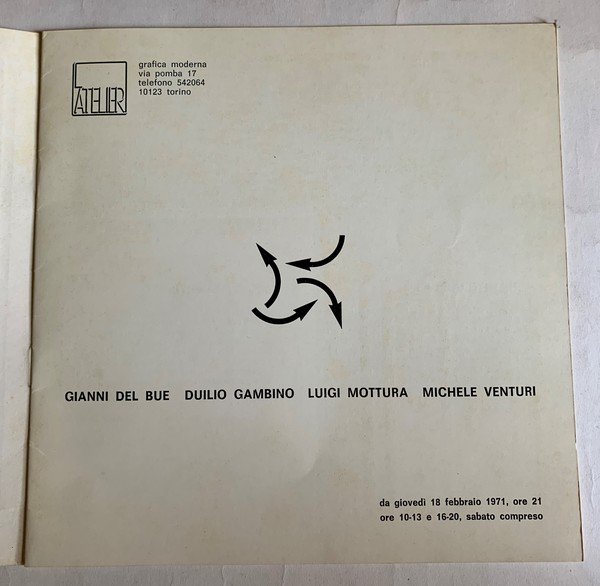 ATELIER
grafica moderna
via pomba 17
telefono 542064
10123 torino
GIANNI DEL BUE DUILIO GAMBINO LUIGI MOTTURA MICHELE VENTURI
da giovedì 18 febbraio 1971, ore 21
ore 10-13 e 16-20, sabato compreso